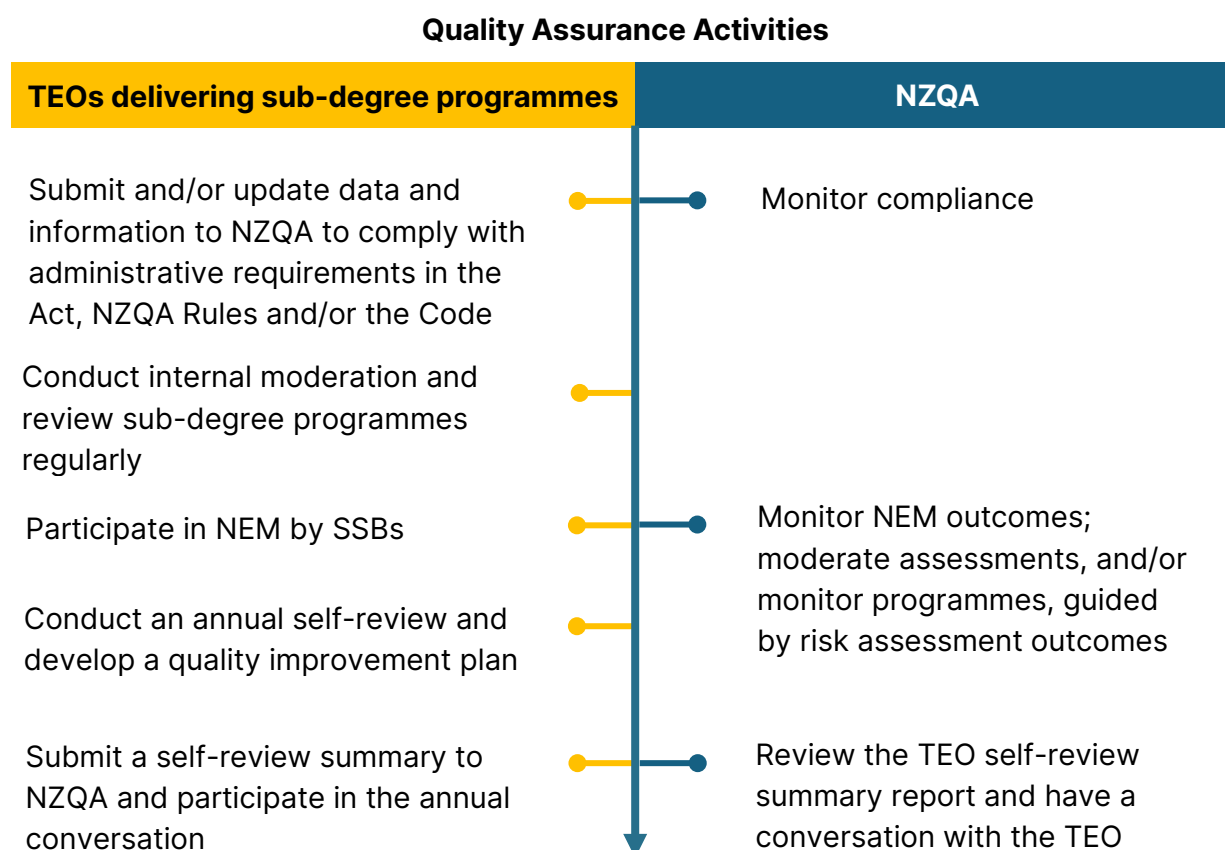 Quality Assurance Activities
TEOs delivering sub-degree programmes
NZQA
Submit and/or update data and
information to NZQA to comply with
administrative requirements in the
Act, NZQA Rules and/or the Code
Monitor compliance
Conduct internal moderation and
review sub-degree programmes
regularly
Participate in NEM by SSBs
Monitor NEM outcomes;
moderate assessments, and/or
monitor programmes, guided
by risk assessment outcomes
Conduct an annual self-review and
develop a quality improvement plan
Submit a self-review summary to
NZQA and participate in the annual
conversation
Review the TEO self-review
summary report and have a
conversation with the TEO